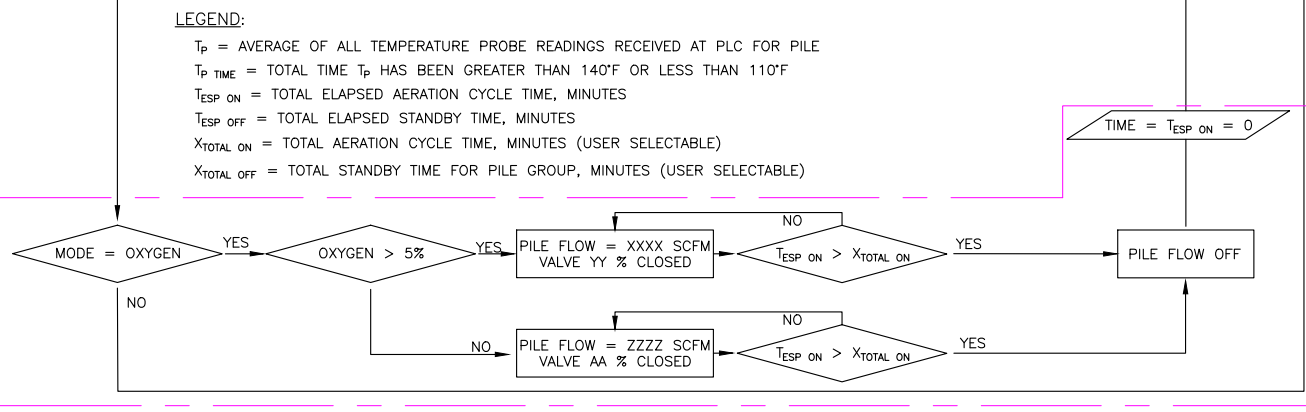 LEGEND:
TP = AVERAGE OF ALL TEMPERATURE PROBE READINGS RECEIVED AT PLC FOR PILE
TP TIME = TOTAL TIME TP HAS BEEN GREATER THAN 140°F OR LESS THAN 110°F
TESP ON = TOTAL ELAPSED AERATION CYCLE TIME, MINUTES
TESP OFF = TOTAL ELAPSED STANDBY TIME, MINUTES
XTOTAL ON = TOTAL AERATION CYCLE TIME, MINUTES (USER SELECTABLE)
XTOTAL OFF = TOTAL STANDBY TIME FOR PILE GROUP, MINUTES (USER SELECTABLE)
TIME = TESP ON = 0
MODE = OXYGEN
YES
NO
OXYGEN > 5%
YES
NO
PILE FLOW = XXXX SCFM
VALVE YY % CLOSED
NO
TESP ON > XTOTAL ON
YES
PILE FLOW OFF
PILE FLOW = ZZZZ SCFM
VALVE AA % CLOSED
NO
TESP ON > XTOTAL ON
YES